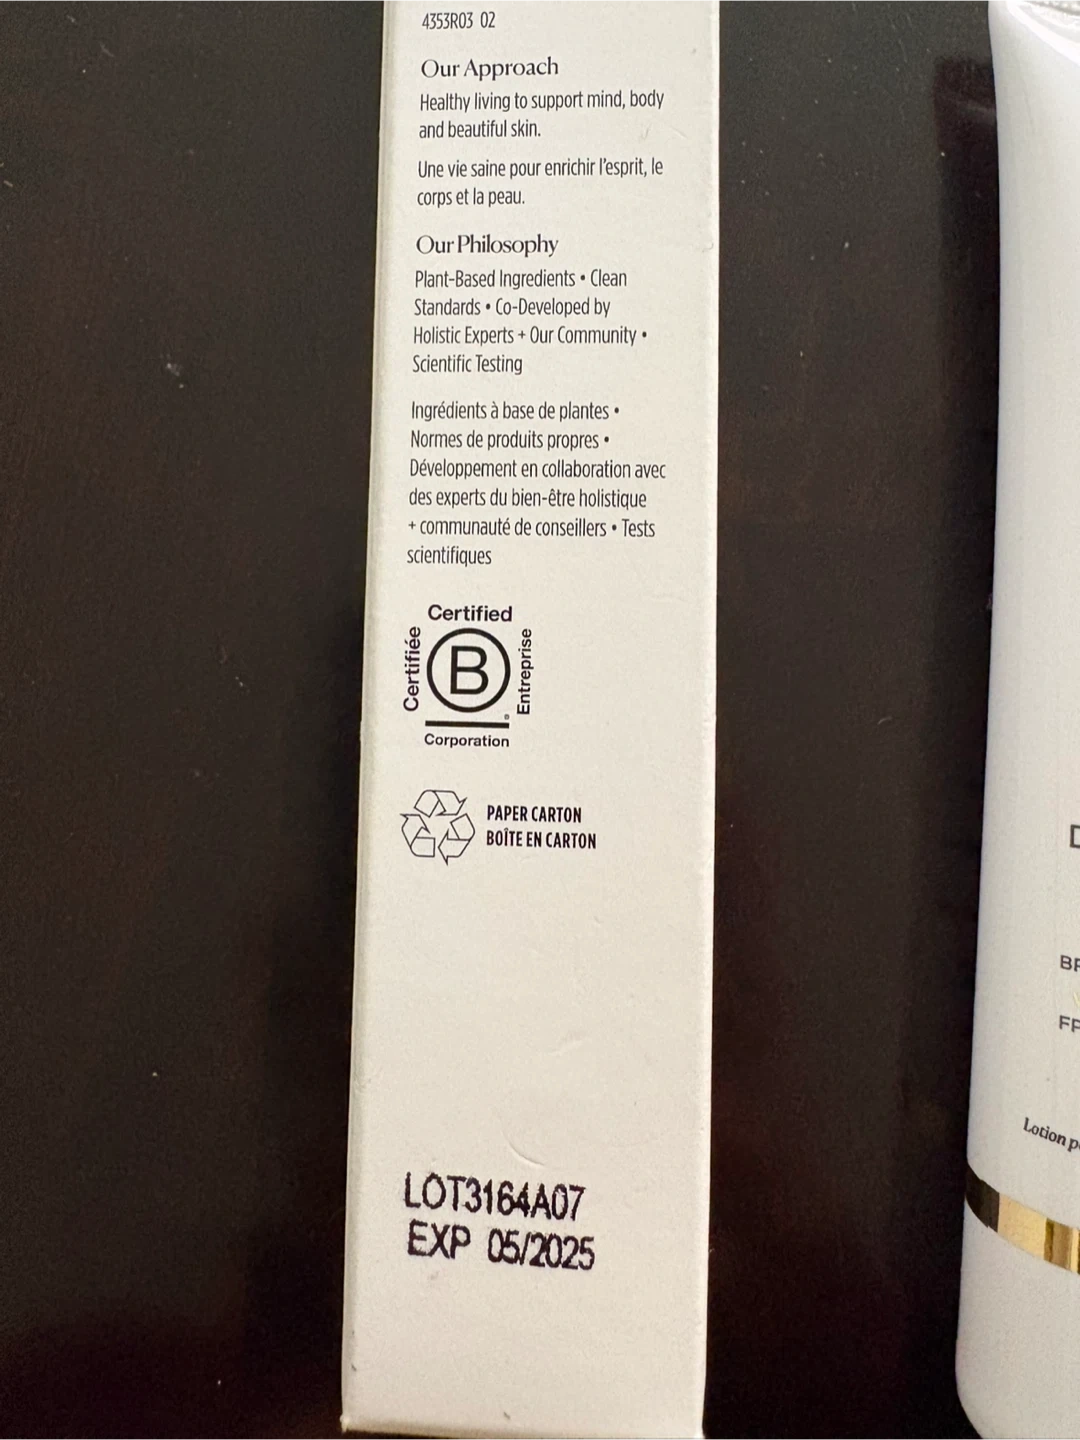 4353R03 02
Our Approach
Healthy living to support mind, body
and beautiful skin.
Une vie saine pour enrichir l'esprit, le
corps et la peau.
Our Philosophy
Plant-Based Ingredients • Clean
Standards • Co-Developed by
Holistic Experts + Our Community •
Scientific Testing
Ingrédients à base de plantes •
Normes de produits propres •
Développement en collaboration avec
des experts du bien-être holistique
+ communauté de conseillers • Tests
scientifiques
Certified
Certifiée
B
Entreprise
Corporation
PAPER CARTON
BOÎTE EN CARTON
LOT3164A07
EXP 05/2025
Lotion